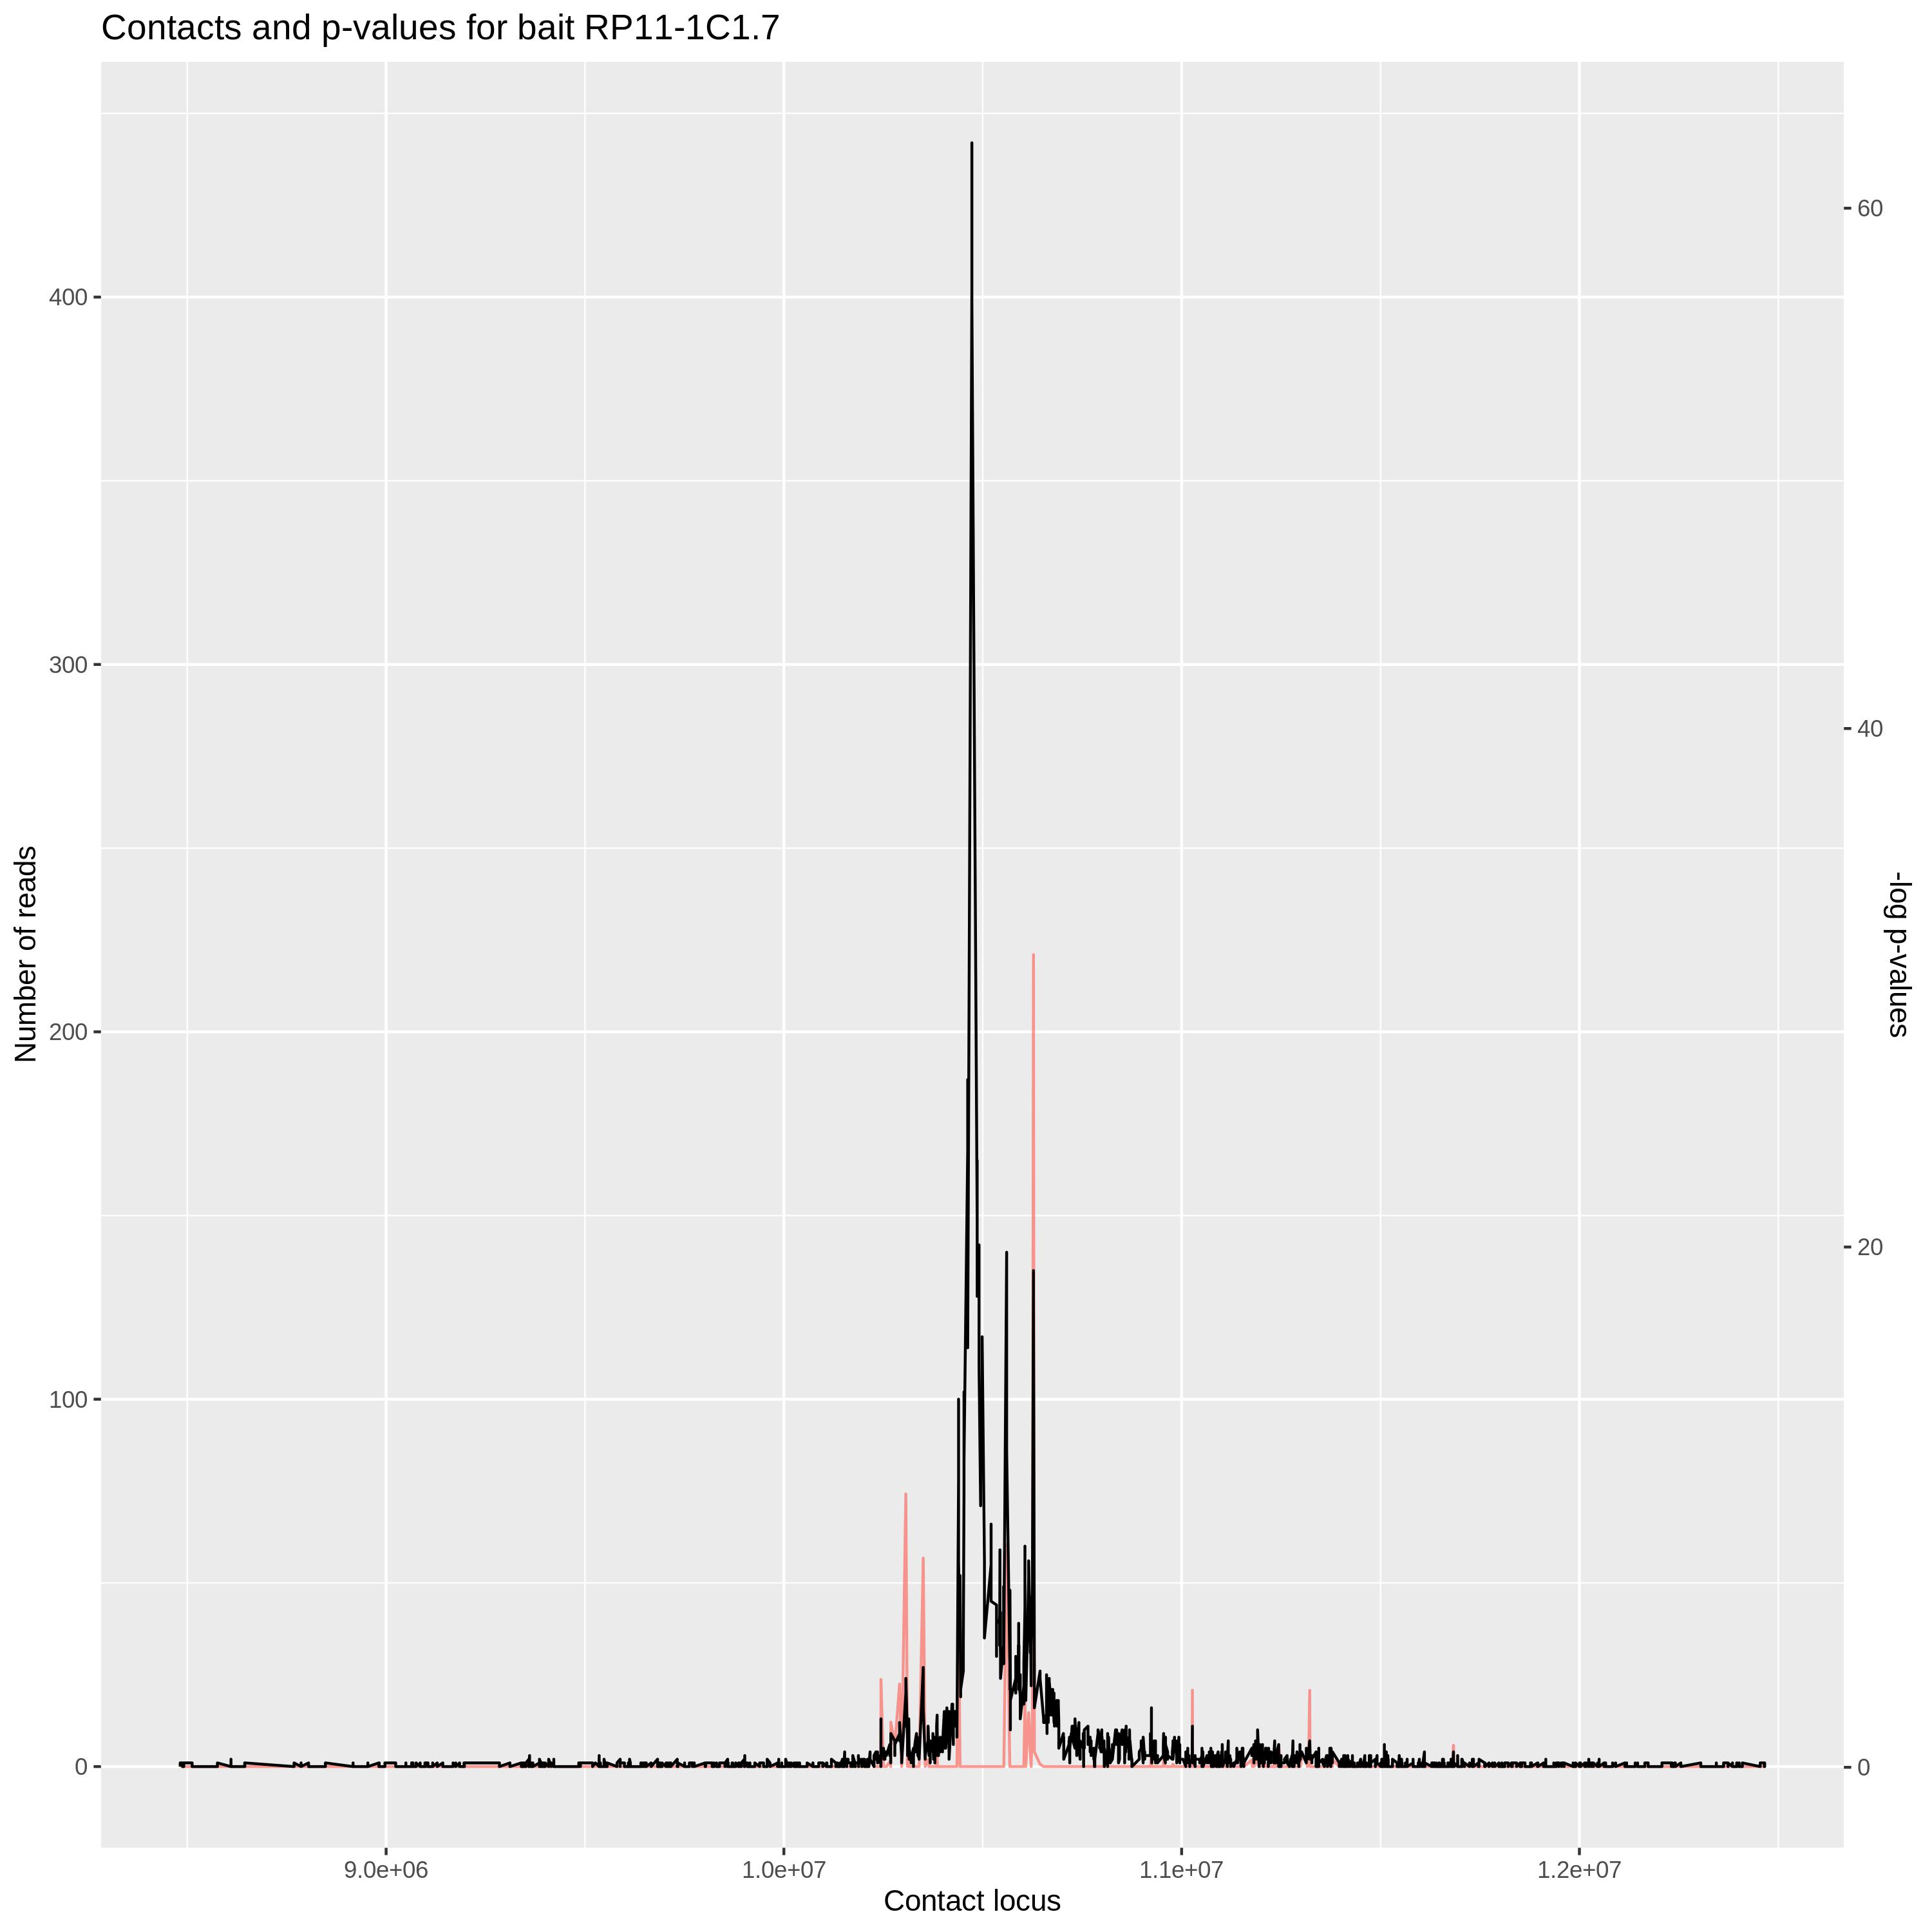 Contacts and p-values for bait RP11-1C1.7
Number of reads
400
300
200
100
0
60
40
20
0
-log p-values
9.0e+06
1.0e+07
1.1e+07
1.2e+07
Contact locus